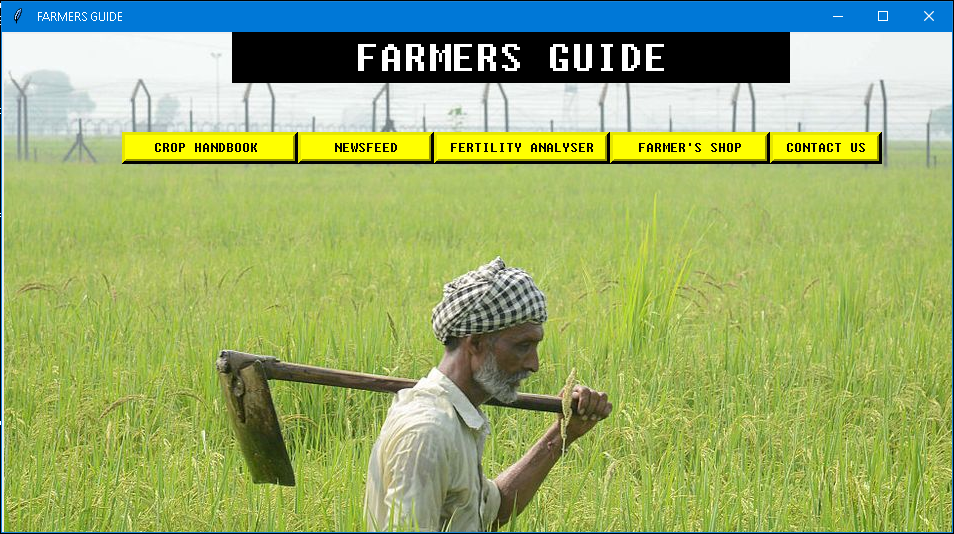 FARMERS GUIDE
FARMERS GUIDE
CROP HANDBOOK NEWSFEED FERTILITY ANALYSER FARMER'S SHOP CONTACT US